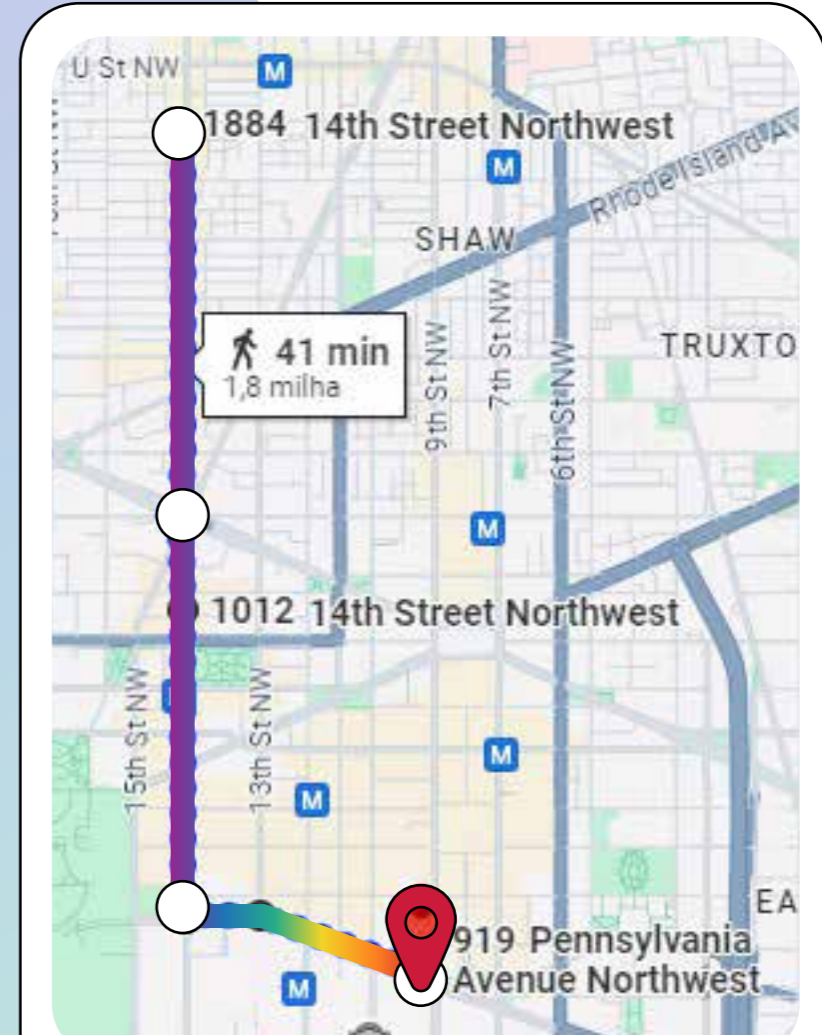 U St NW
M
1884 14th Street Northwest
M
Rhode Island Av
SHAW
41 min
1,8 milha
9th St NW
7th St NW
6th St NW
TRUXTO
M
1012 14th Street Northwest
15th St NW
13th St NW
M
M
EA
919 Pennsylvania
Avenue Northwest
M